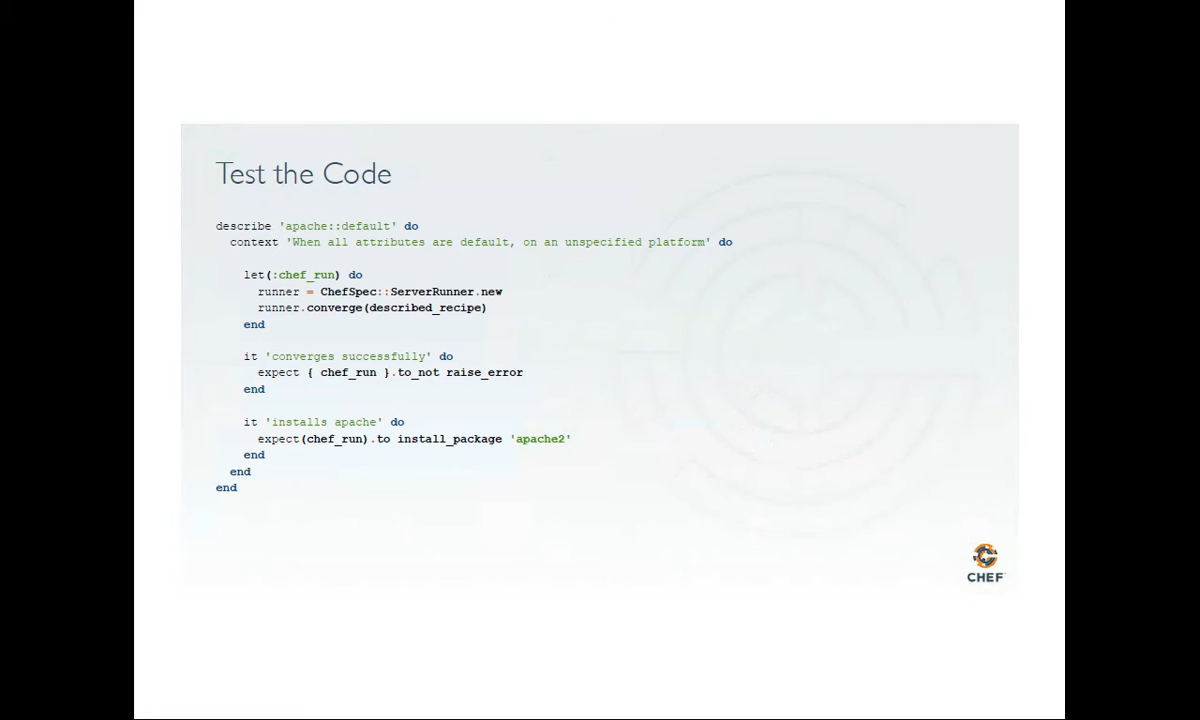 Test the Code
describe 'apache::default' do
context 'When all attributes are default, on an unspecified platform' do
let(:chef_run) do
runner = ChefSpec::ServerRunner.new
runner.converge(described_recipe)
end
it 'converges successfully' do
expect { chef_run }.to_not raise_error
end
it 'installs apache' do
expect(chef_run).to install_package 'apache2'
end
end
end
CHEF